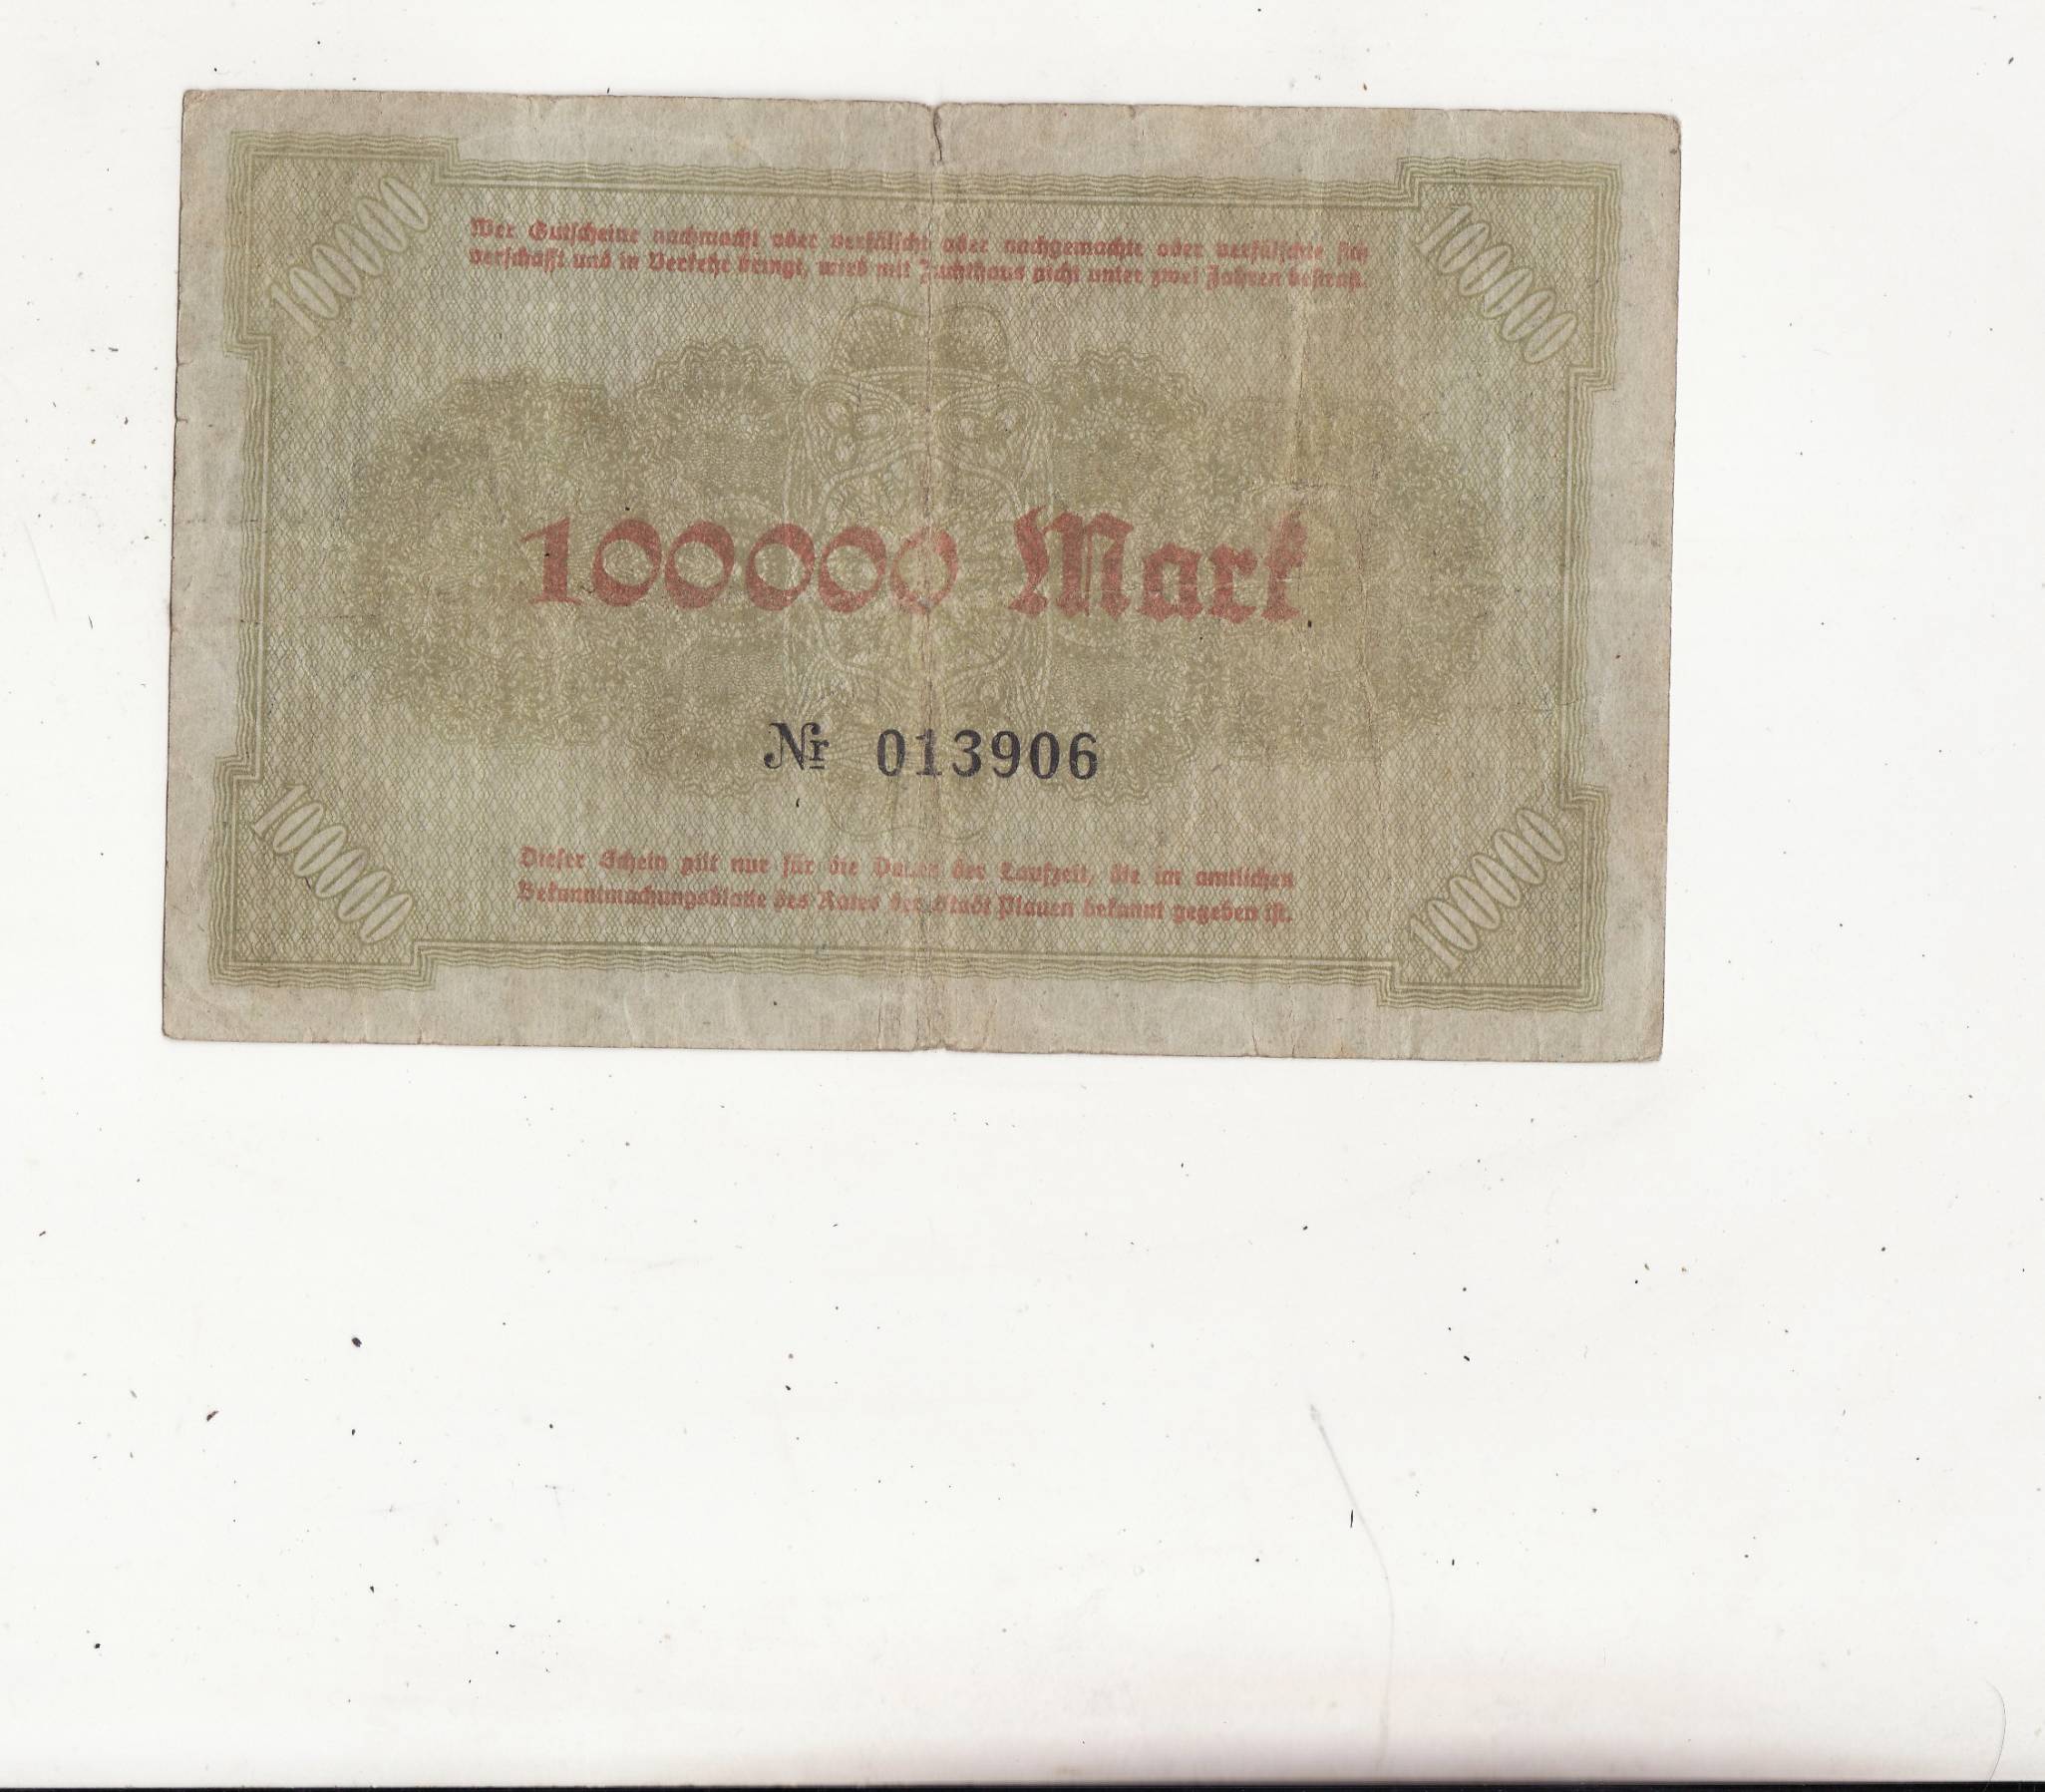 100000
100000
Wer Gutscheine nachmacht oder verfälscht oder nachgemachte oder verfälschte sich
verschafft und in Verkehr bringt, wird mit Zuchthaus nicht unter zwei Jahren bestraft.
100000 Mark
Nr 013906
Dieser Schein gilt nur für die Dauer der Laufzeit, die im amtlichen
Bekanntmachungsblatte des Rates der Stadt Plauen bekannt gegeben ist.
100000
100000